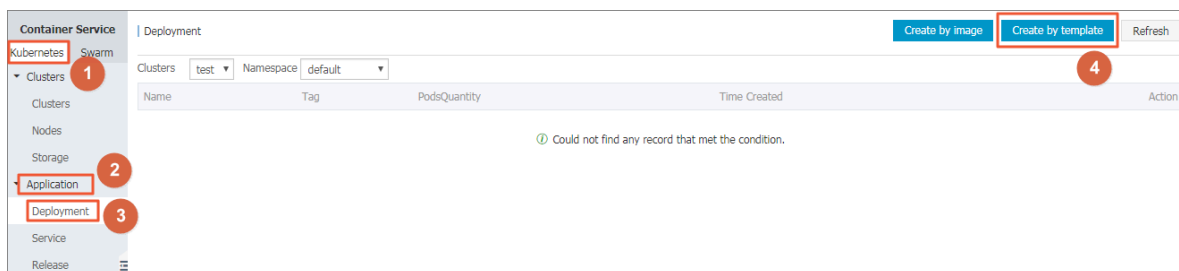 Container Service
Kubernetes Swarm
1
Clusters
Clusters
Nodes
Storage
2
Application
Deployment
3
Service
Release
Deployment
Create by image Create by template Refresh
4
Clusters test Namespace default
Name Tag PodsQuantity Time Created Action
Could not find any record that met the condition.